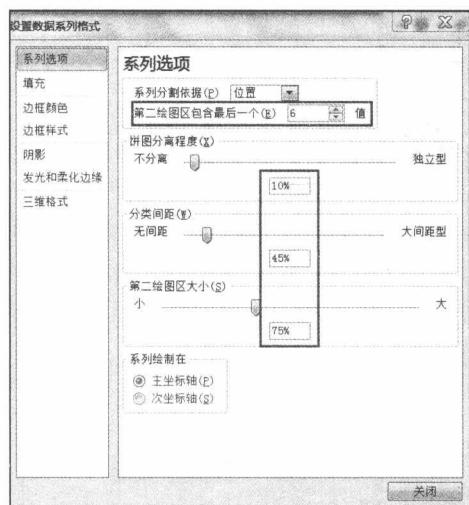 设置数据系列格式
系列选项
填充
边框颜色
边框样式
阴影
发光和柔化边缘
三维格式
系列选项
系列分割依据(P) 位置
第二绘图区包含最后一个(E) 6 值
饼图分离程度(X)
不分离 独立型
10%
分类间距(W)
无间距 大间距型
45%
第二绘图区大小(S)
小 大
75%
系列绘制在
主坐标轴(P)
次坐标轴(S)
关闭